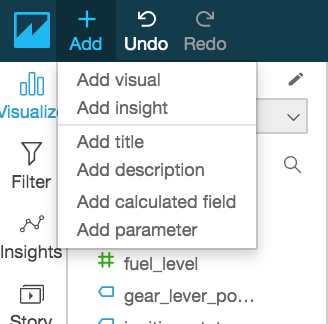 Add
Undo
Redo
Visualize
Add visual
Add insight
Filter
Add title
Add description
Add calculated field
Add parameter
Insights
fuel_level
gear_lever_po...
Story